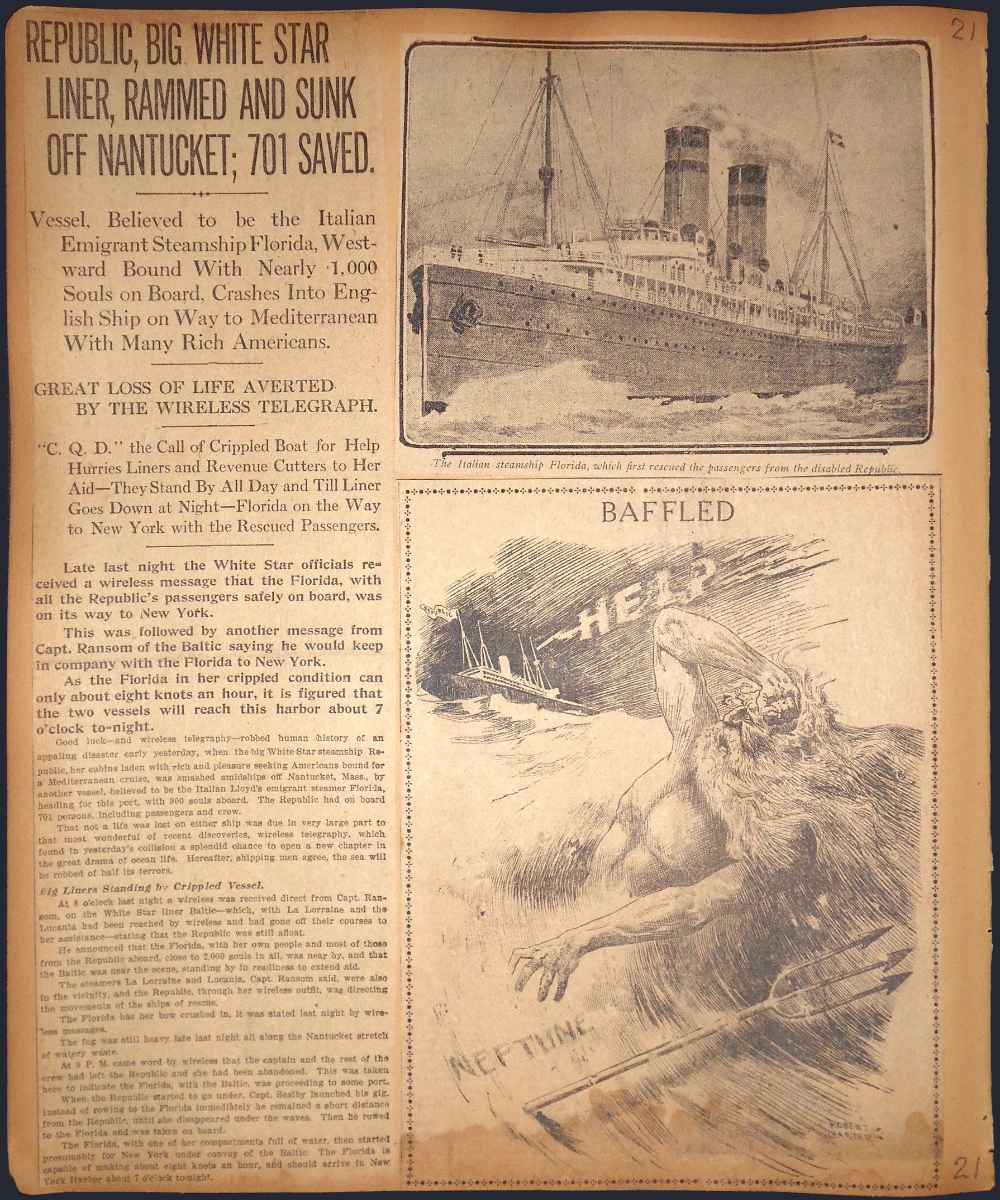 21
REPUBLIC, BIG WHITE STAR
LINER, RAMMED AND SUNK
OFF NANTUCKET; 701 SAVED.
Vessel, Believed to be the Italian
Emigrant Steamship Florida, West-
ward Bound With Nearly 1,000
Souls on Board, Crashes Into Eng-
lish Ship on Way to Mediterranean
With Many Rich Americans.
GREAT LOSS OF LIFE AVERTED
BY THE WIRELESS TELEGRAPH.
"C. Q. D." the Call of Crippled Boat for Help
Hurries Liners and Revenue Cutters to Her
Aid—They Stand By All Day and Till Liner
Goes Down at Night—Florida on the Way
to New York with the Rescued Passengers.
Late last night the White Star officials re-
ceived a wireless message that the Florida, with
all the Republic's passengers safely on board, was
on its way to New York.
This was followed by another message from
Capt. Ransom of the Baltic saying he would keep
in company with the Florida to New York.
As the Florida in her crippled condition can
only about eight knots an hour, it is figured that
the two vessels will reach this harbor about 7
o'clock to-night.
Good luck—and wireless telegraphy—robbed human history of an
appaling disaster early yesterday, when the big White Star steamship Re-
public, her cabins laden with rich and pleasure seeking Americans bound for
a Mediterranean cruise, was smashed amidships off Nantucket, Mass., by
another vessel, believed to be the Italian Lloyd's emigrant steamer Florida,
heading for this port, with 900 souls aboard. The Republic had on board
701 persons, including passengers and crew.
That not a life was lost on either ship was due in very large part to
that most wonderful of recent discoveries, wireless telegraphy, which
found in yesterday's collision a splendid chance to open a new chapter in
the great drama of ocean life. Hereafter, shipping men agree, the sea will
be robbed of half its terrors.
Big Liners Standing by Crippled Vessel.
At 8 o'clock last night a wireless was received direct from Capt. Ran-
som, on the White Star liner Baltic—which, with La Lorraine and the
Lucania had been reached by wireless and had gone off their courses to
her assistance—stating that the Republic was still afloat.
He announced that the Florida, with her own people and most of those
from the Republic aboard, close to 2,000 souls in all, was near by, and that
the Baltic was near the scene, standing by in readiness to extend aid.
The steamers La Lorraine and Lucania, Capt. Ransom said, were also
in the vicinity, and the Republic, through her wireless outfit, was directing
the movements of the ships of rescue.
The Florida has her bow crushed in, it was stated last night by wire-
less messages.
The fog was still heavy late last night all along the Nantucket stretch
of watery waste.
At 9 P. M. came word by wireless that the captain and the rest of the
crew had left the Republic and she had been abandoned. This was taken
here to indicate the Florida, with the Baltic, was proceeding to some port.
When the Republic started to go under, Capt. Sealby launched his gig,
instead of rowing to the Florida immediately he remained a short distance
from the Republic, until she disappeared under the waves. Then he rowed
to the Florida and was taken on board.
The Florida, with one of her compartments full of water, then started
presumably for New York under convoy of the Baltic. The Florida is
capable of making about eight knots an hour, and should arrive in New
York Harbor about 7 o'clock tonight.
The Italian steamship Florida, which first rescued the passengers from the disabled Republic.
BAFFLED
HELP
REPUBLIC
NEPTUNE
ROBERT
21